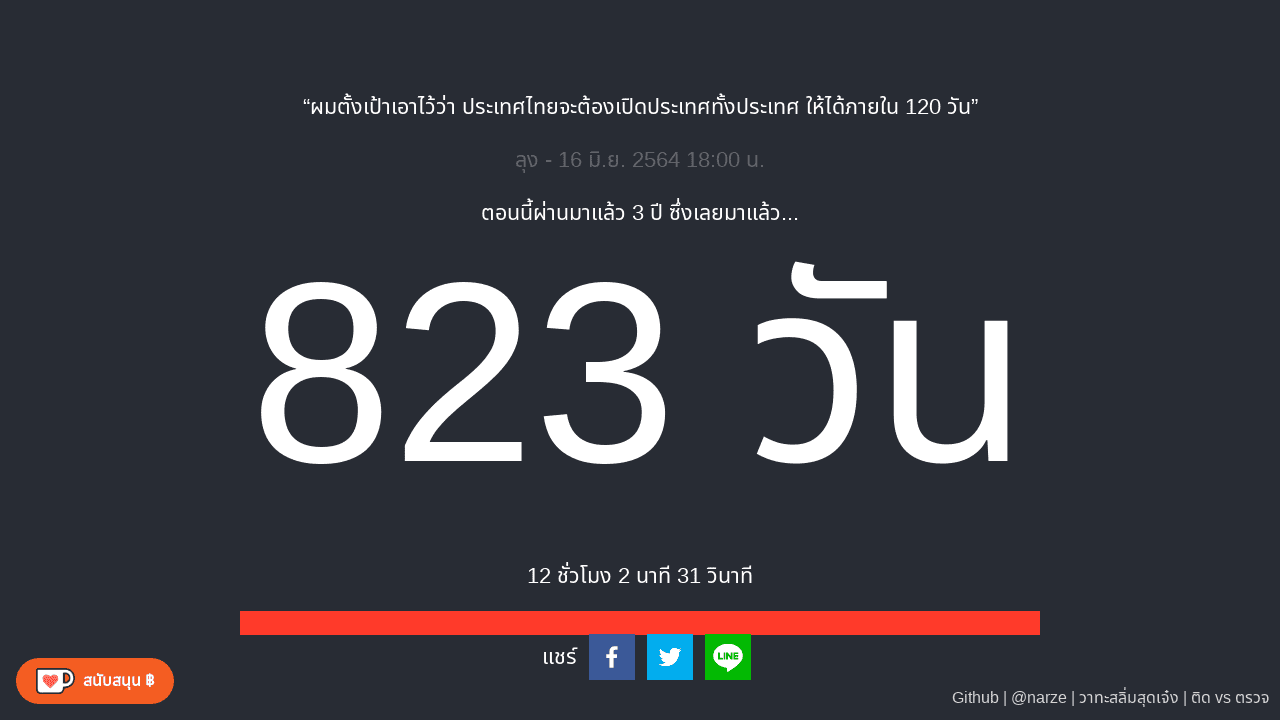 “ผมตั้งเป้าเอาไว้ว่า ประเทศไทยจะต้องเปิดประเทศทั้งประเทศ ให้ได้ภายใน 120 วัน”
ลุง - 16 มิ.ย. 2564 18:00 น.
ตอนนี้ผ่านมาแล้ว 3 ปี ซึ่งเลยมาแล้ว...
823 วัน
12 ชั่วโมง 2 นาที 31 วินาที
แชร์
LINE
สนับสนุน ฿
Github | @narze | วาทะสลิ่มสุดเจ๋ง | ติด vs ตรวจ